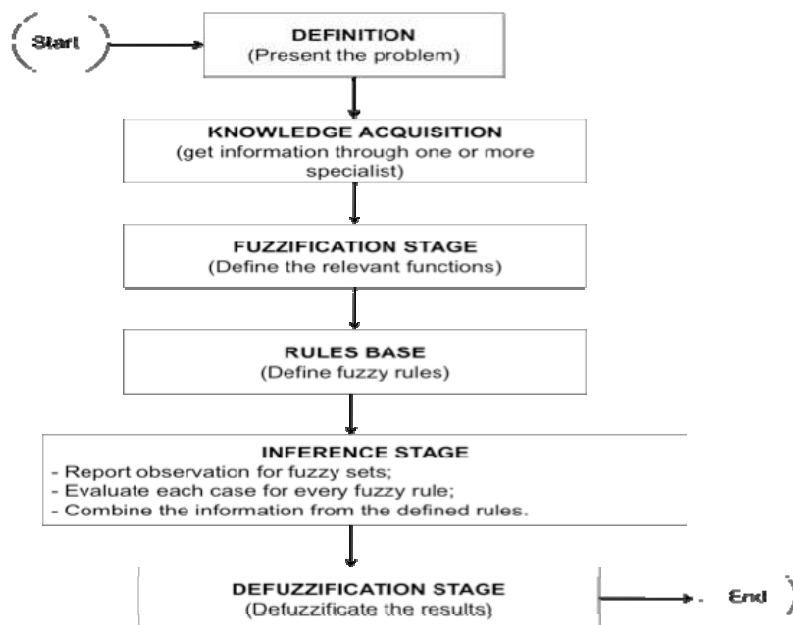 Start
DEFINITION
(Present the problem)
KNOWLEDGE ACQUISITION
(get information through one or more
specialist)
FUZZIFICATION STAGE
(Define the relevant functions)
RULES BASE
(Define fuzzy rules)
INFERENCE STAGE
- Report observation for fuzzy sets;
- Evaluate each case for every fuzzy rule;
- Combine the information from the defined rules.
DEFUZZIFICATION STAGE
(Defuzzificate the results)
End